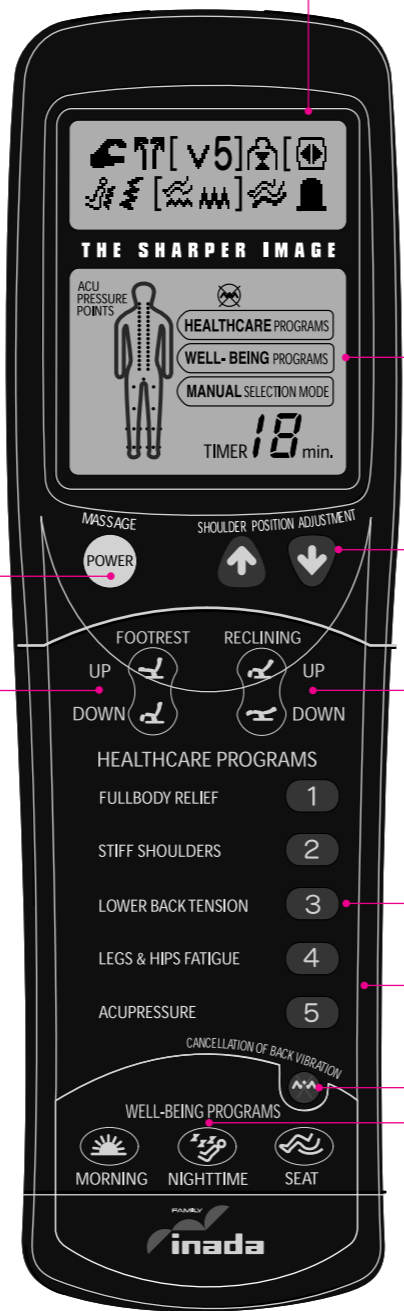 [ V5] [
[ ]
THE SHARPER IMAGE
ACU
PRESSURE
POINTS
HEALTHCARE PROGRAMS
WELL- BEING PROGRAMS
MANUAL SELECTION MODE
TIMER 18 min.
MASSAGE
SHOULDER POSITION ADJUSTMENT
POWER
FOOTREST RECLINING
UP UP
DOWN DOWN
HEALTHCARE PROGRAMS
FULLBODY RELIEF 1
STIFF SHOULDERS 2
LOWER BACK TENSION 3
LEGS & HIPS FATIGUE 4
ACUPRESSURE 5
CANCELLATION OF BACK VIBRATION
WELL-BEING PROGRAMS
zzz
MORNING NIGHTTIME SEAT
FAMILY
inada